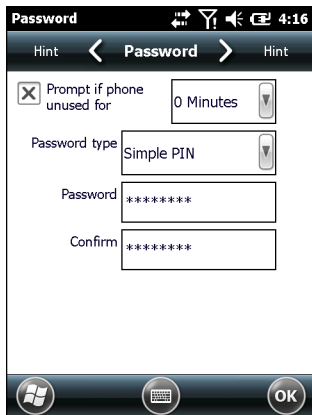 Password 4:16
Hint Password Hint
Prompt if phone
unused for
0 Minutes
Password type
Simple PIN
Password ********
Confirm ********
OK